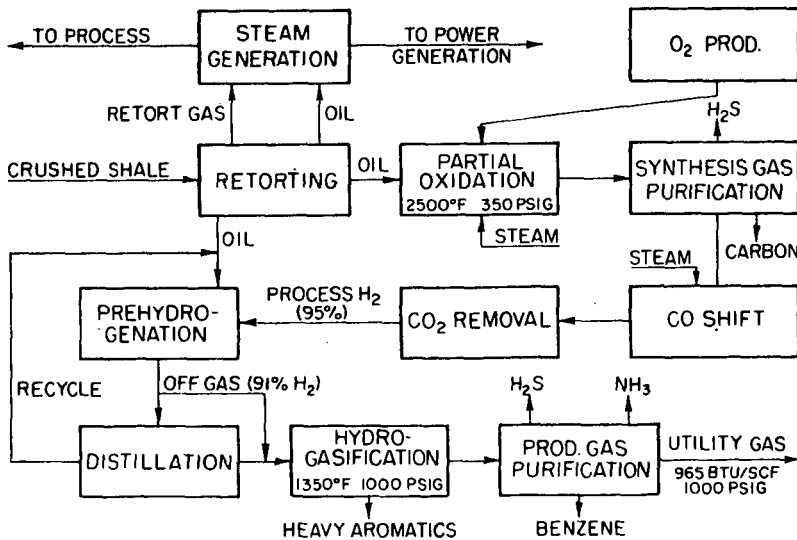 TO PROCESS
STEAM
GENERATION
TO POWER
GENERATION
O₂ PROD.
RETORT GAS
OIL
H₂S
CRUSHED SHALE
RETORTING
OIL
PARTIAL
OXIDATION
2500°F 350 PSIG
SYNTHESIS GAS
PURIFICATION
OIL
STEAM
STEAM
CARBON
PREHYDRO-
GENATION
PROCESS H₂
(95%)
CO₂ REMOVAL
CO SHIFT
RECYCLE
OFF GAS (91% H₂)
H₂S
NH₃
DISTILLATION
HYDRO-
GASIFICATION
1350°F 1000 PSIG
PROD. GAS
PURIFICATION
UTILITY GAS
965 BTU/SCF
1000 PSIG
HEAVY AROMATICS
BENZENE